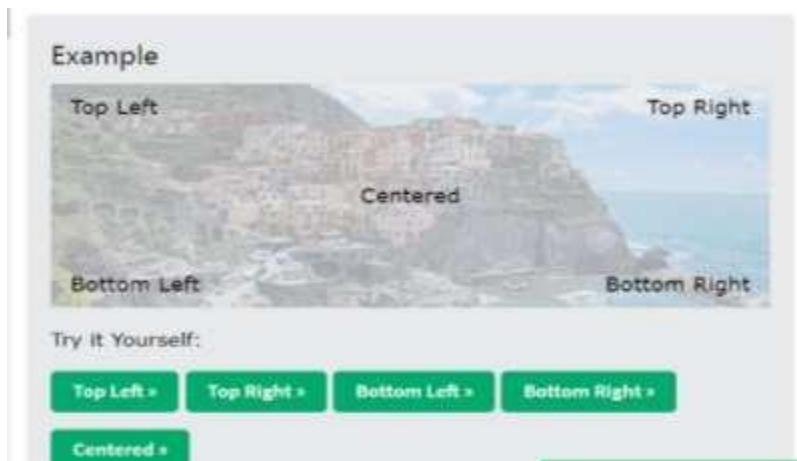 Example
Top Left Top Right
Centered
Bottom Left Bottom Right
Try it Yourself:
Top Left » Top Right » Bottom Left » Bottom Right »
Centered »